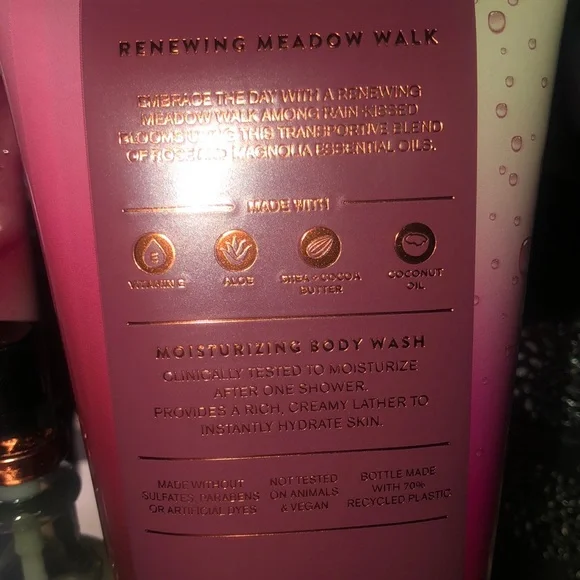 RENEWING MEADOW WALK
EMBRACE THE DAY WITH A RENEWING
MEADOW WALK AMONG RAIN-KISSED
BLOOMS USING THIS TRANSPORTIVE BLEND
OF ROSE AND MAGNOLIA ESSENTIAL OILS.
MADE WITH
E
VITAMIN E
ALOE
SHEA + COCOA
BUTTER
COCONUT
OIL
MOISTURIZING BODY WASH
CLINICALLY TESTED TO MOISTURIZE
AFTER ONE SHOWER.
PROVIDES A RICH, CREAMY LATHER TO
INSTANTLY HYDRATE SKIN.
MADE WITHOUT
SULFATES, PARABENS
OR ARTIFICIAL DYES
NOT TESTED
ON ANIMALS
& VEGAN
BOTTLE MADE
WITH 70%
RECYCLED PLASTIC